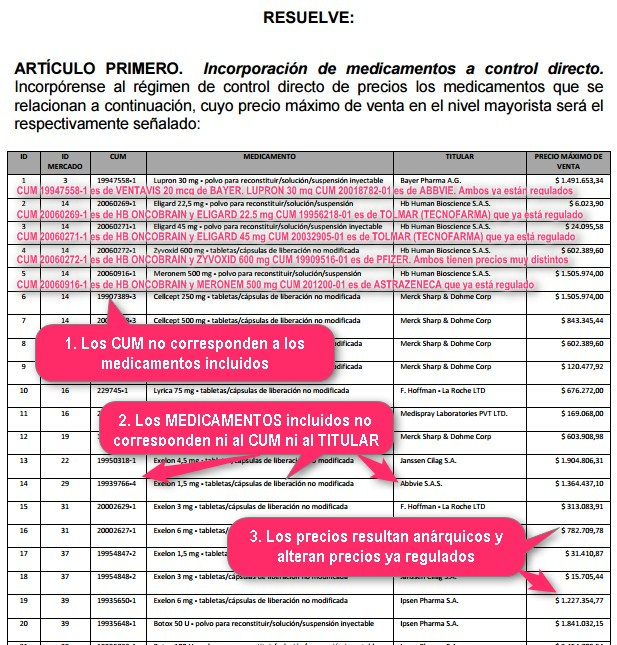 RESUELVE:
ARTÍCULO PRIMERO. Incorporación de medicamentos a control directo.
Incorpórense al régimen de control directo de precios los medicamentos que se
relacionan a continuación, cuyo precio máximo de venta en el nivel mayorista será el
respectivamente señalado:
ID ID MERCADO CUM MEDICAMENTO TITULAR PRECIO MÁXIMO DE VENTA
1 3 19947558-1 Lupron 30 mg • polvo para reconstituir/solución/suspensión inyectable Bayer Pharma A.G. $ 1.491.653,34
CUM 19947558-1 es de VENTAVIS 20 mcg de BAYER. LUPRON 30 mg CUM 20018782-01 es de ABBVIE. Ambos ya están regulados
2 14 20060269-1 Eligard 22,5 mg • polvo para reconstituir/solución/suspensión Hb Human Bioscience S.A.S. $ 6.023,90
CUM 20060269-1 es de HB ONCOBRAIN y ELIGARD 22.5 mg CUM 19956218-01 es de TOLMAR (TECNOFARMA) que ya está regulado
3 14 20060271-1 Eligard 45 mg • polvo para reconstituir/solución/suspensión inyectable Hb Human Bioscience S.A.S. $ 24.095,58
CUM 20060271-1 es de HB ONCOBRAIN y ELIGARD 45 mg CUM 20032905-01 es de TOLMAR (TECNOFARMA) que ya está regulado
4 14 20060272-1 Zyvoxid 600 mg • tabletas/cápsulas de liberación no modificada Hb Human Bioscience S.A.S. $ 602.389,60
CUM 20060272-1 es de HB ONCOBRAIN y ZYVOXID 600 mg CUM 19909516-01 es de PFIZER. Ambos tienen precios muy distintos
5 14 20060916-1 Meronem 500 mg • polvo para reconstituir/solución/suspensión Hb Human Bioscience S.A.S. $ 1.505.974,00
CUM 20060916-1 es de HB ONCOBRAIN y MERONEM 500 mg CUM 201200-01 es de ASTRAZENECA que ya está regulado
6 14 19907389-3 Cellcept 250 mg • tabletas/cápsulas de liberación no modificada Merck Sharp & Dohme Corp $ 1.505.974,00
7 14 Cellcept 500 mg • tabletas/cápsulas de liberación no modificada Merck Sharp & Dohme Corp $ 843.345,44
8 Merck Sharp & Dohme Corp $ 602.389,60
9 Merck Sharp & Dohme Corp $ 120.477,92
1. Los CUM no corresponden a los
medicamentos incluidos
10 16 229745-1 Lyrica 75 mg • tabletas/cápsulas de liberación no modificada F. Hoffman • La Roche LTD $ 676.272,00
11 16 Medispray Laboratories PVT LTD. $ 169.068,00
12 19 Merck Sharp & Dohme Corp $ 603.908,98
2. Los MEDICAMENTOS incluidos no
corresponden ni al CUM ni al TITULAR
13 22 19950318-1 Exelon 4,5 mg • tabletas/cápsulas de liberación no modificada Janssen Cilag S.A. $ 1.904.806,31
14 29 19939766-4 Exelon 1,5 mg • tabletas/cápsulas de liberación no modificada Abbvie S.A.S. $ 1.364.437,10
15 31 20002629-1 Exelon 3 mg • tabletas/cápsulas de liberación no modificada F. Hoffman • La Roche LTD $ 313.083,91
16 31 20002627-1 Exelon 6 mg • $ 782.709,78
17 37 19954847-2 Exelon 1,5 mg • $ 31.410,87
18 37 19954848-2 Exelon 3 mg • $ 15.705,44
3. Los precios resultan anárquicos y
alteran precios ya regulados
19 39 19935650-1 Exelon 6 mg • tabletas/cápsulas de liberación no modificada Ipsen Pharma S.A. $ 1.227.354,77
20 39 19935648-1 Botox 50 U • polvo para reconstituir/solución/suspensión inyectable Ipsen Pharma S.A. $ 1.841.032,15